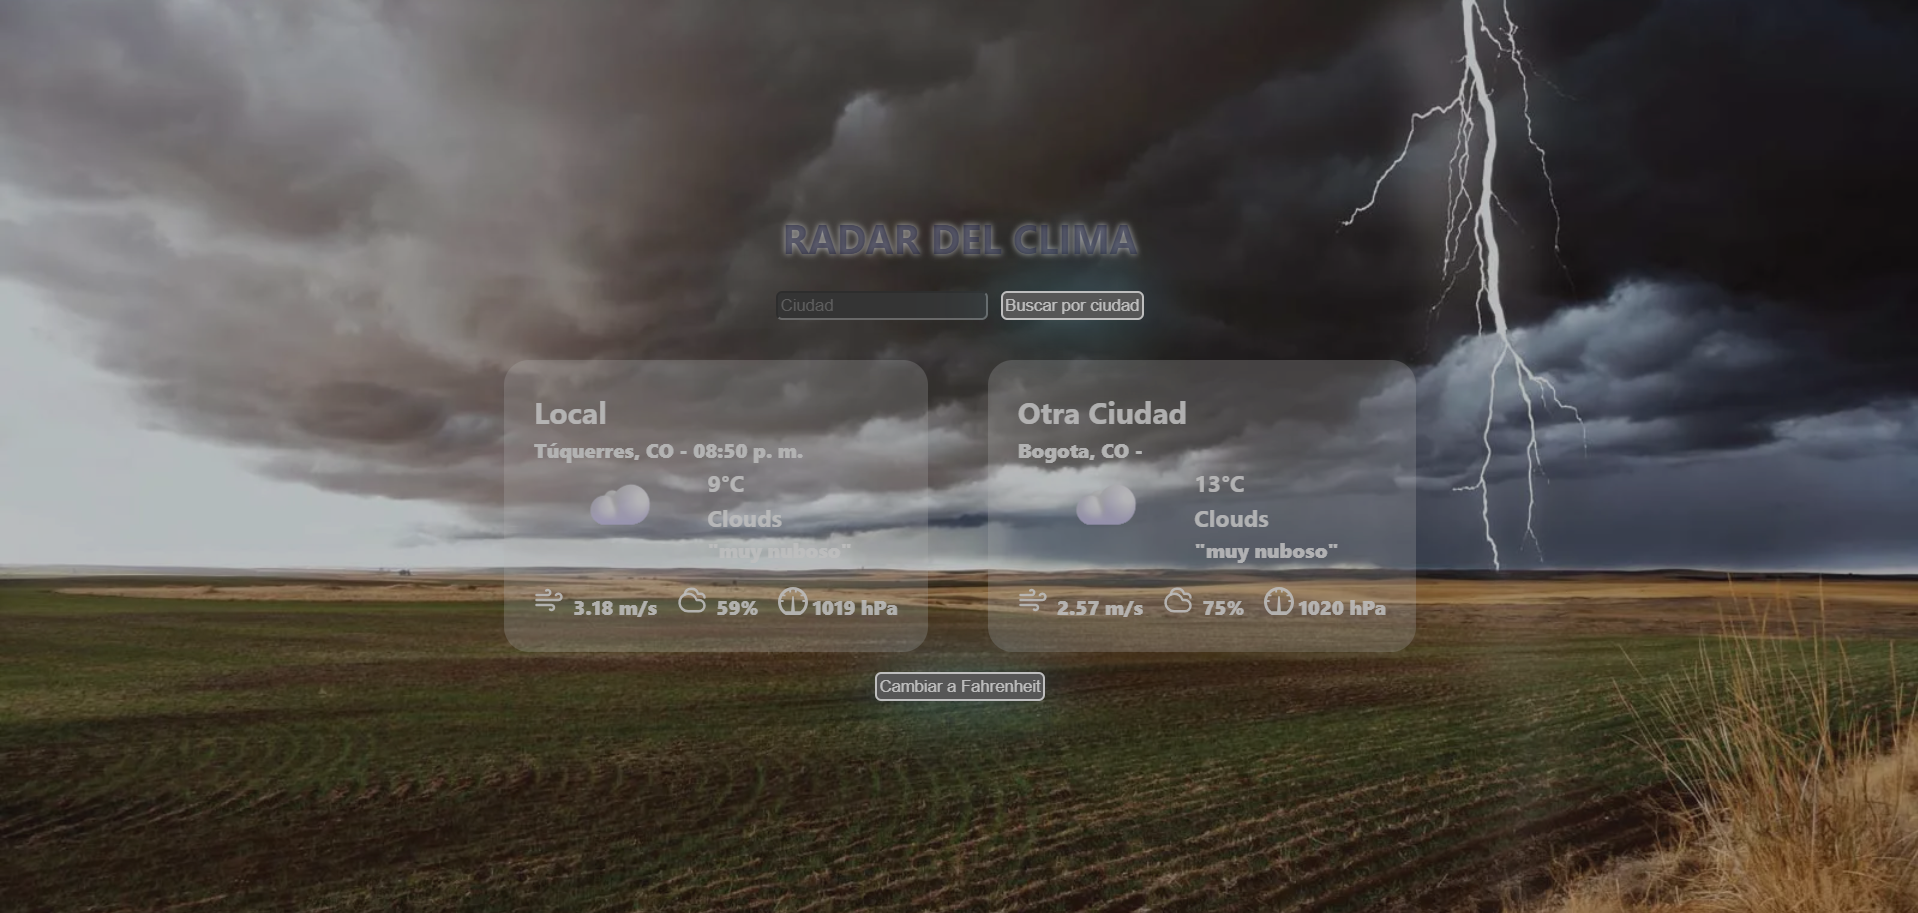 RADAR DEL CLIMA
Ciudad
Buscar por ciudad
Local
Túquerres, CO - 08:50 p. m.
9°C
Clouds
"muy nuboso"
3.18 m/s 59% 1019 hPa
Otra Ciudad
Bogota, CO -
13°C
Clouds
"muy nuboso"
2.57 m/s 75% 1020 hPa
Cambiar a Fahrenheit